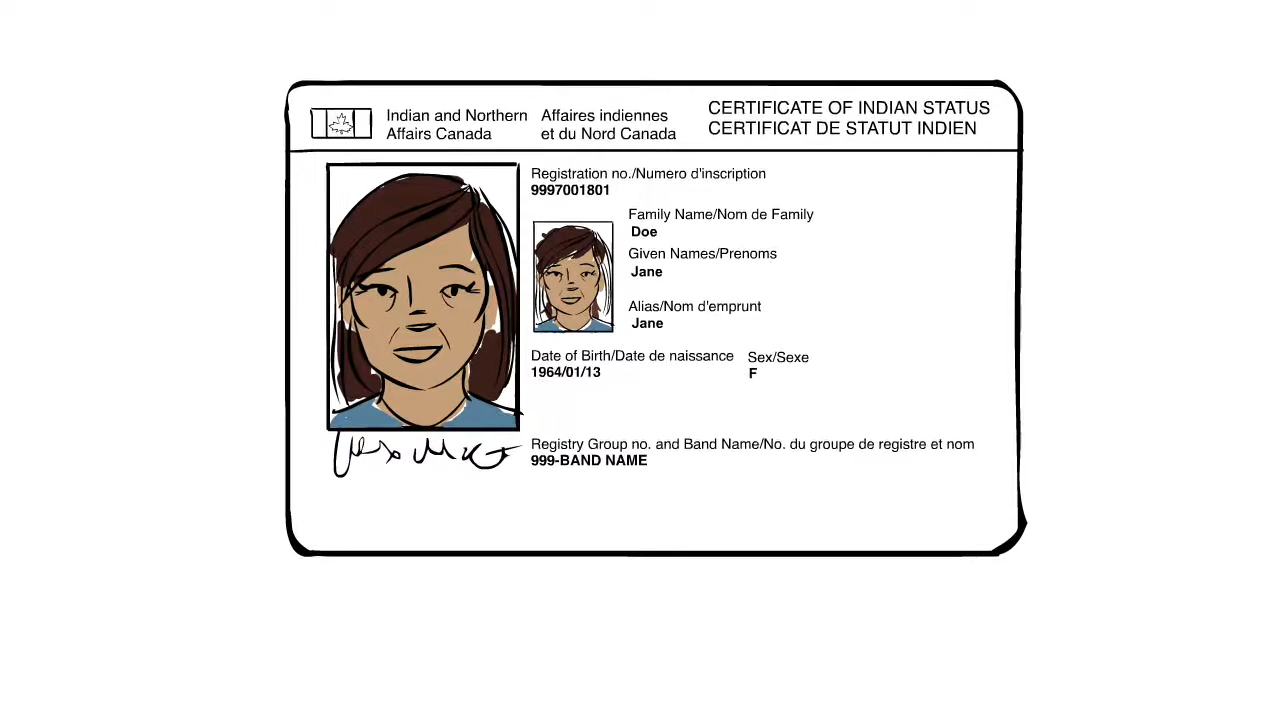 Indian and Northern
Affairs Canada
Affaires indiennes
et du Nord Canada
CERTIFICATE OF INDIAN STATUS
CERTIFICAT DE STATUT INDIEN
Registration no./Numero d'inscription
9997001801
Family Name/Nom de Family
Doe
Given Names/Prenoms
Jane
Alias/Nom d'emprunt
Jane
Date of Birth/Date de naissance
1964/01/13
Sex/Sexe
F
Registry Group no. and Band Name/No. du groupe de registre et nom
999-BAND NAME